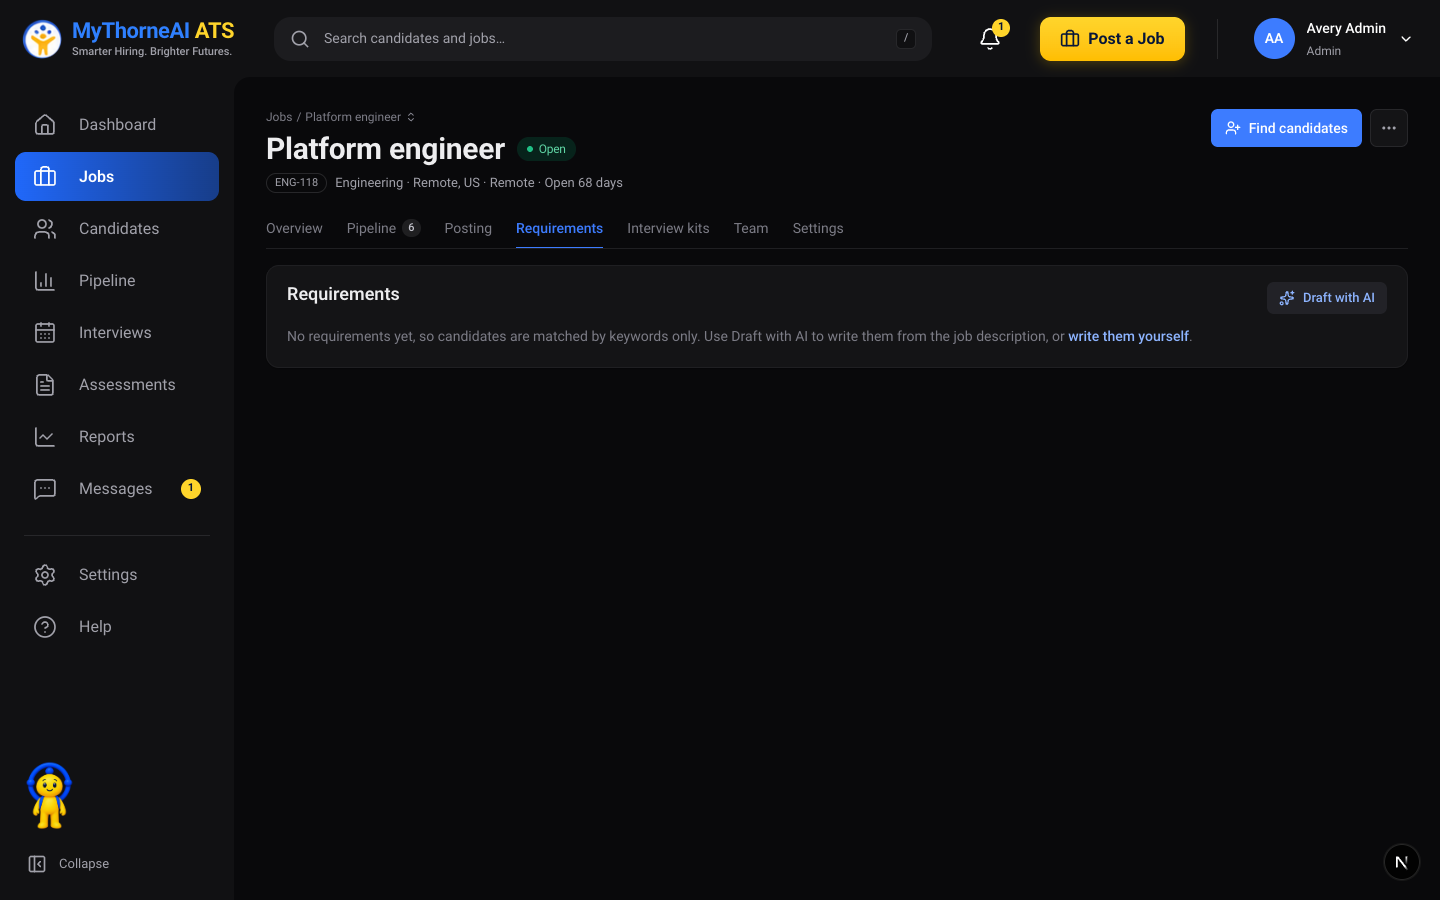 MyThorneAI ATS
Smarter Hiring. Brighter Futures.
Search candidates and jobs…
/
1
Post a Job
AA
Avery Admin
Admin
Dashboard
Jobs
Candidates
Pipeline
Interviews
Assessments
Reports
Messages
1
Settings
Help
Collapse
Jobs / Platform engineer
Platform engineer
Open
Find candidates
ENG-118
Engineering · Remote, US · Remote · Open 68 days
Overview
Pipeline 6
Posting
Requirements
Interview kits
Team
Settings
Requirements
Draft with AI
No requirements yet, so candidates are matched by keywords only. Use Draft with AI to write them from the job description, or write them yourself.
N